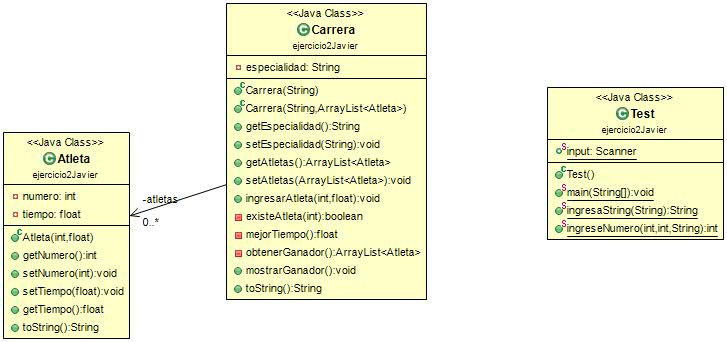 <<Java Class>>
Carrera
ejercicio2Javier
especialidad: String
Carrera(String)
Carrera(String,ArrayList<Atleta>)
getEspecialidad():String
setEspecialidad(String):void
getAtletas():ArrayList<Atleta>
setAtletas(ArrayList<Atleta>):void
ingresarAtleta(int,float):void
existeAtleta(int):boolean
mejorTiempo():float
obtenerGanador():ArrayList<Atleta>
mostrarGanador():void
toString():String
<<Java Class>>
Atleta
ejercicio2Javier
numero: int
tiempo: float
Atleta(int,float)
getNumero():int
setNumero(int):void
setTiempo(float):void
getTiempo():float
toString():String
-atletas
0..*
<<Java Class>>
Test
ejercicio2Javier
input: Scanner
Test()
main(String[]):void
ingresaString(String):String
ingreseNumero(int,int,String):int